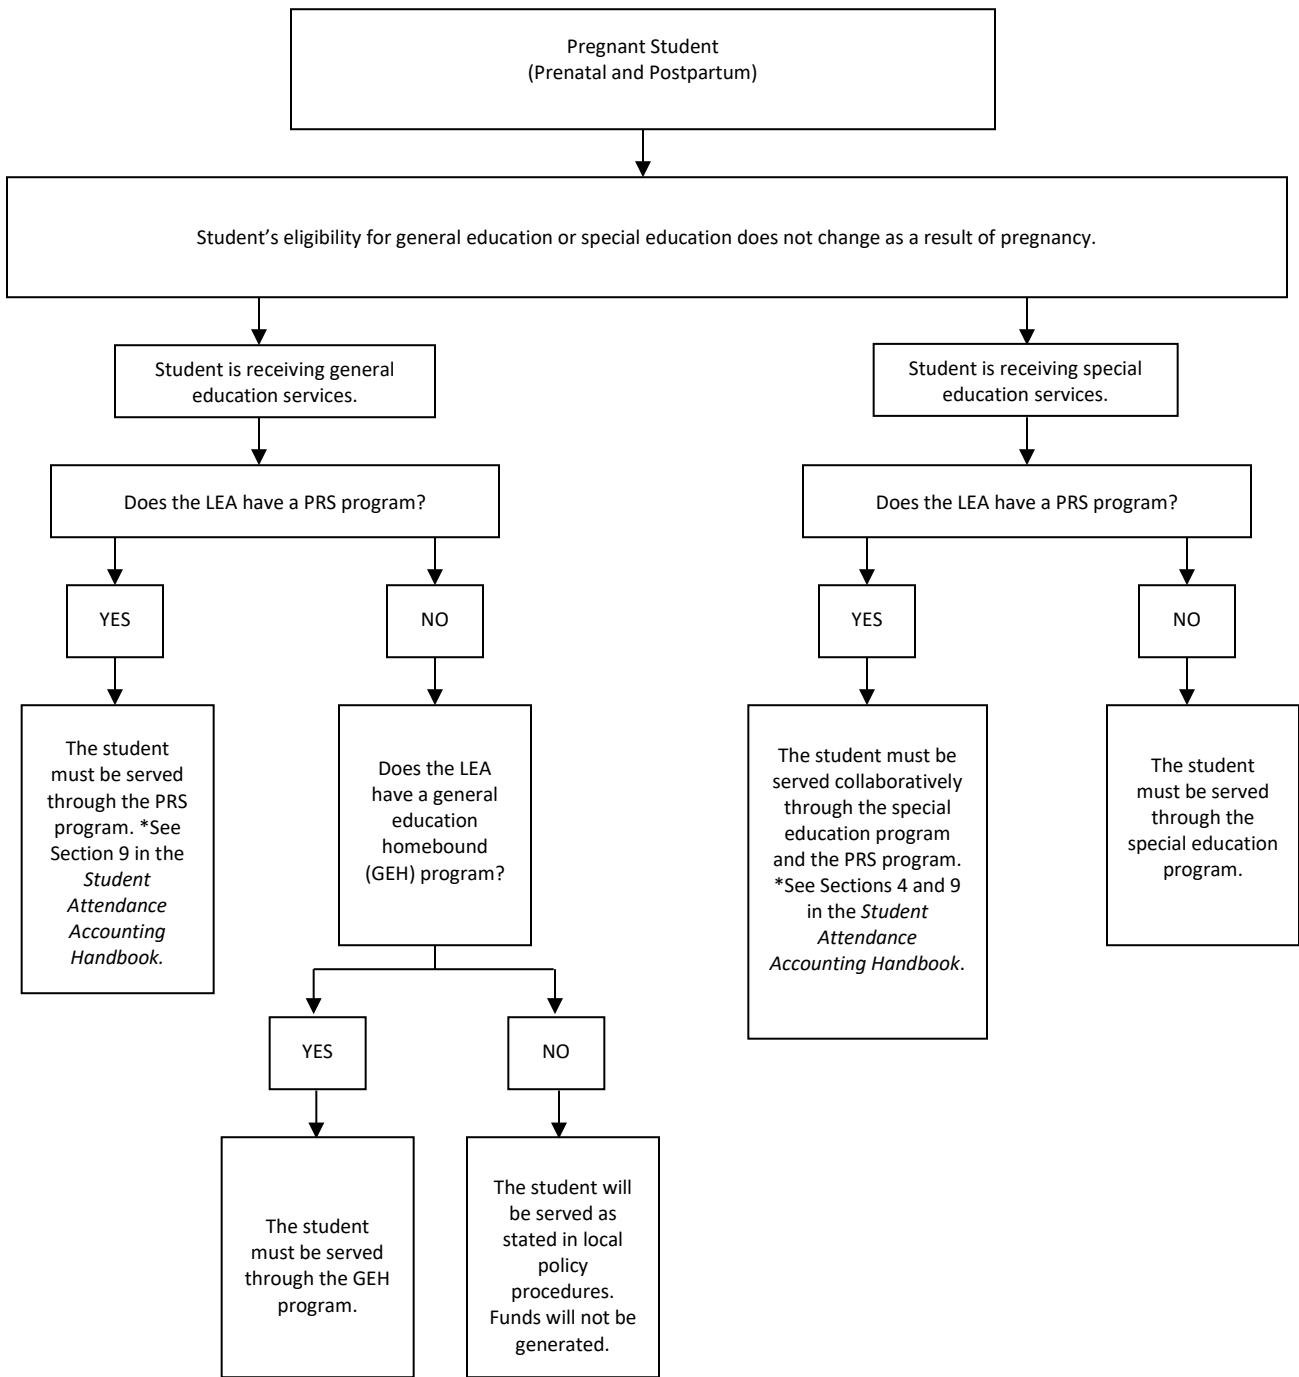 Pregnant Student
(Prenatal and Postpartum)
Student’s eligibility for general education or special education does not change as a result of pregnancy.
Student is receiving general
education services.
Student is receiving special
education services.
Does the LEA have a PRS program?
Does the LEA have a PRS program?
YES
NO
YES
NO
The student
must be served
through the PRS
program. *See
Section 9 in the
Student
Attendance
Accounting
Handbook.
Does the LEA
have a general
education
homebound
(GEH) program?
The student must be
served collaboratively
through the special
education program
and the PRS program.
*See Sections 4 and 9
in the Student
Attendance
Accounting Handbook.
The student
must be served
through the
special education
program.
YES
NO
The student
must be served
through the GEH
program.
The student will
be served as
stated in local
policy
procedures.
Funds will not be
generated.